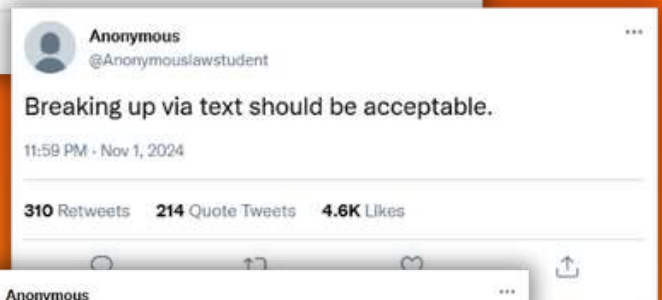 Anonymous
@Anonymouslawstudent
Breaking up via text should be acceptable.
11:59 PM · Nov 1, 2024
310 Retweets 214 Quote Tweets 4.6K Likes
Anonymous